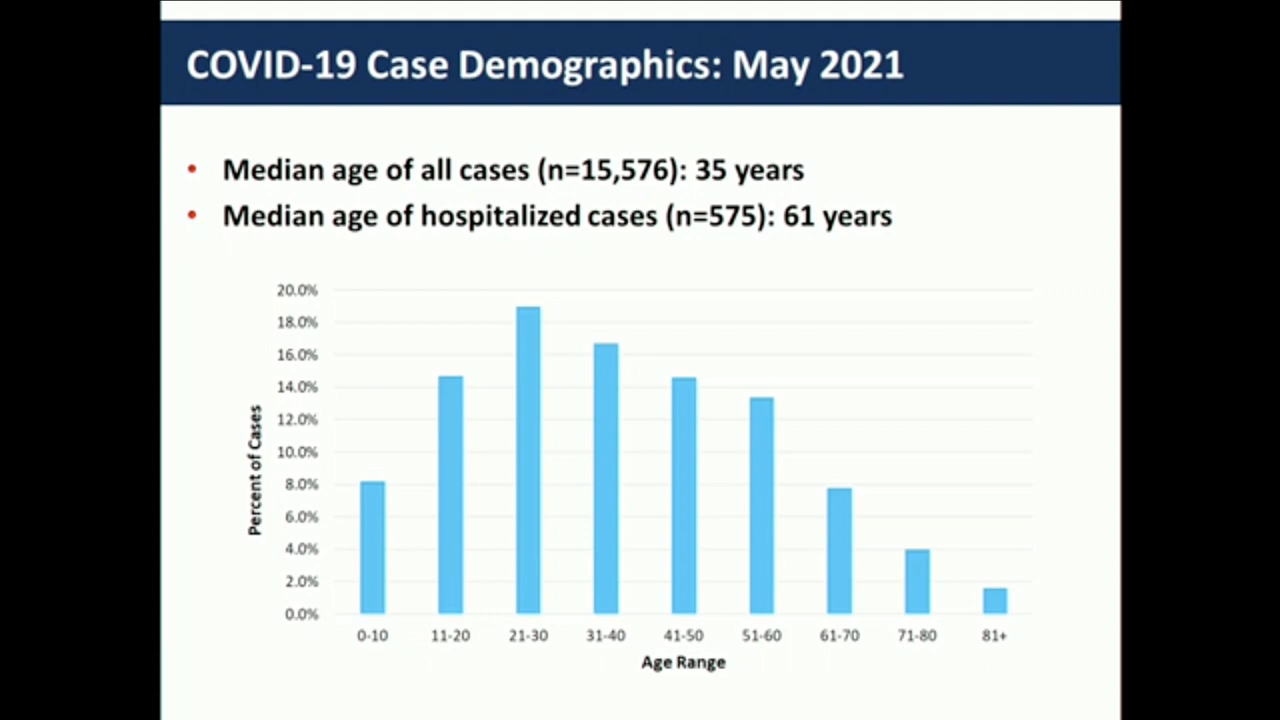 COVID-19 Case Demographics: May 2021
• Median age of all cases (n=15,576): 35 years
• Median age of hospitalized cases (n=575): 61 years
20.0%
18.0%
16.0%
14.0%
12.0%
10.0%
8.0%
6.0%
4.0%
2.0%
0.0%
Percent of Cases
0-10 11-20 21-30 31-40 41-50 51-60 61-70 71-80 81+
Age Range